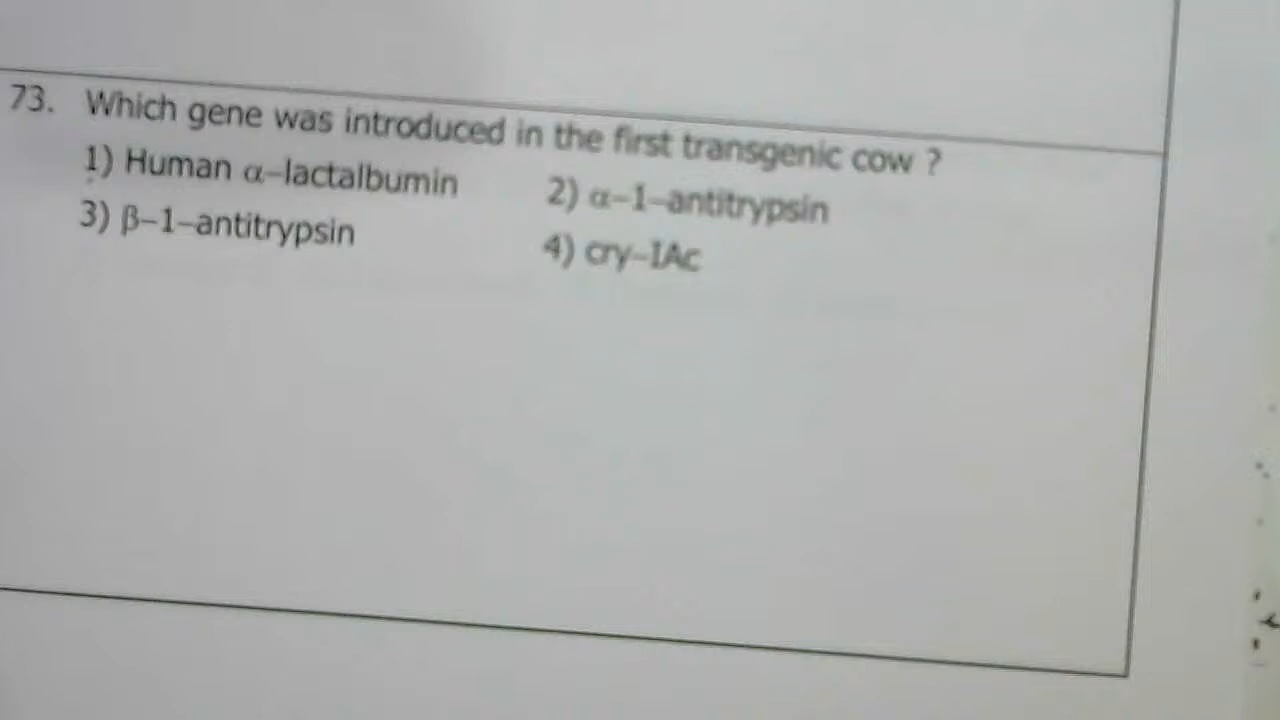 73. Which gene was introduced in the first transgenic cow ?
1) Human α–lactalbumin 2) α–1–antitrypsin
3) β–1–antitrypsin 4) cry–IAc